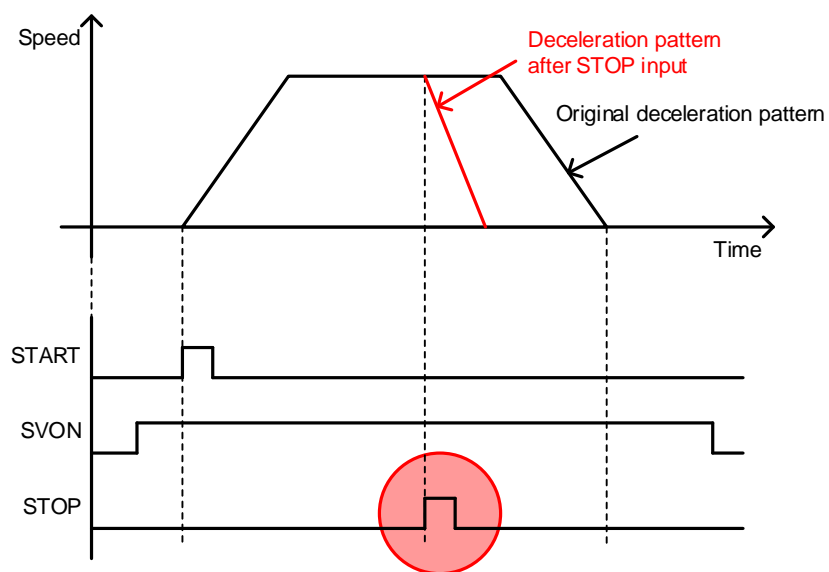 Speed
Deceleration pattern
after STOP input
Original deceleration pattern
Time
START
SVON
STOP